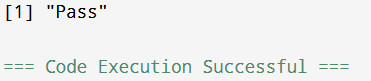 [1] "Pass"
=== Code Execution Successful ===